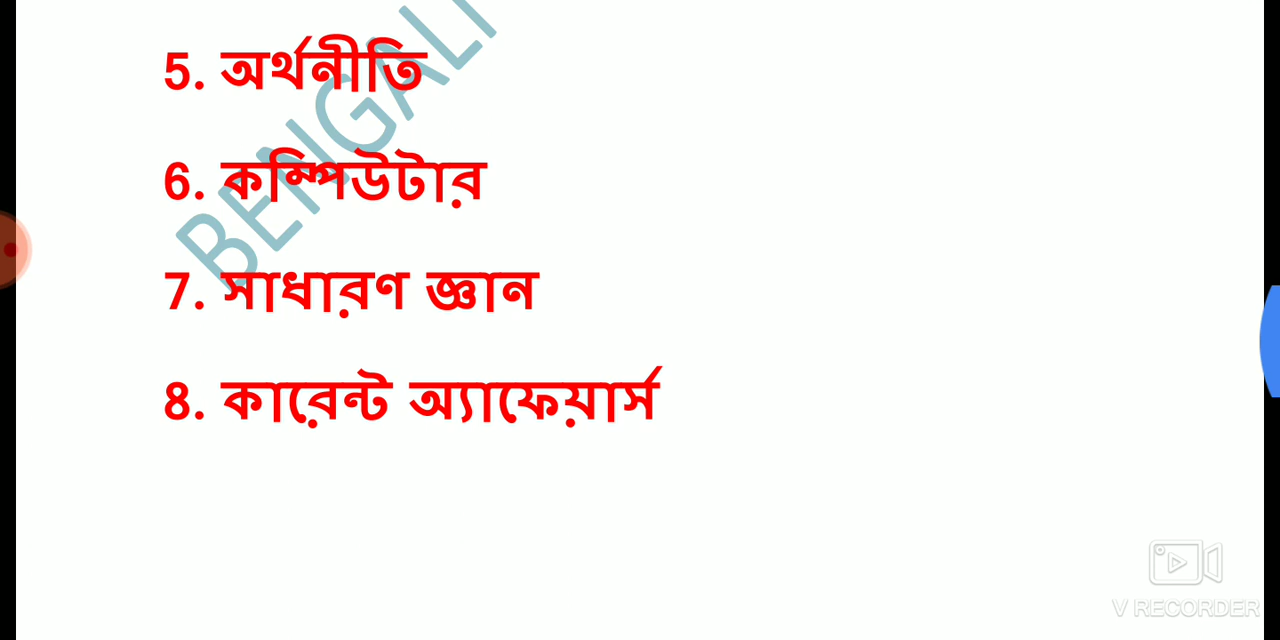 5. অর্থনীতি
6. কম্পিউটার
7. সাধারণ জ্ঞান
8. কারেন্ট অ্যাফেয়ার্স
BENGALI
V RECORDER